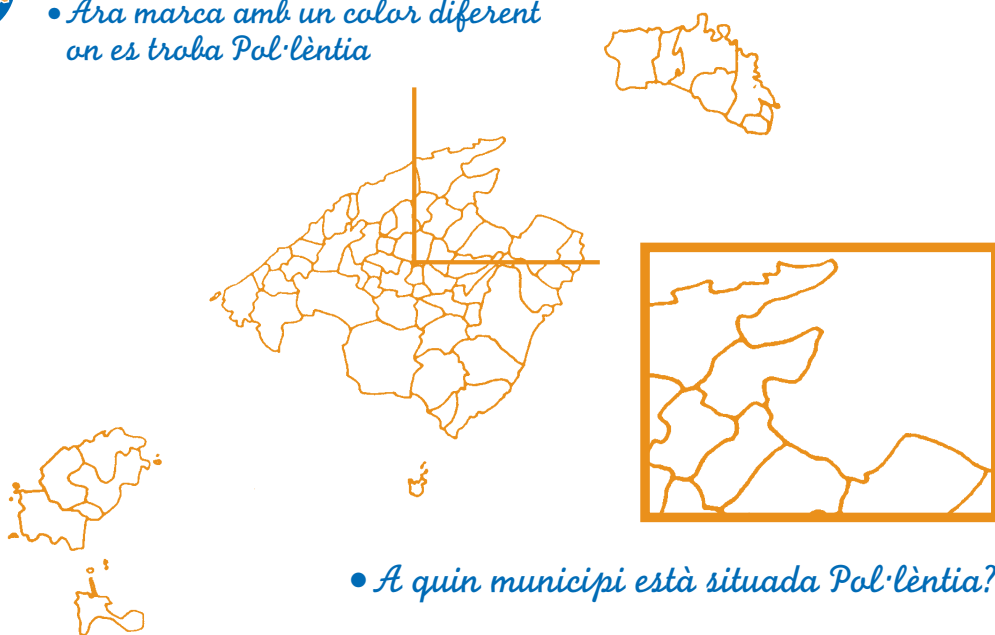 • Ara marca amb un color diferent
on es troba Pol·lèntia
• A quin municipi està situada Pol·lèntia?